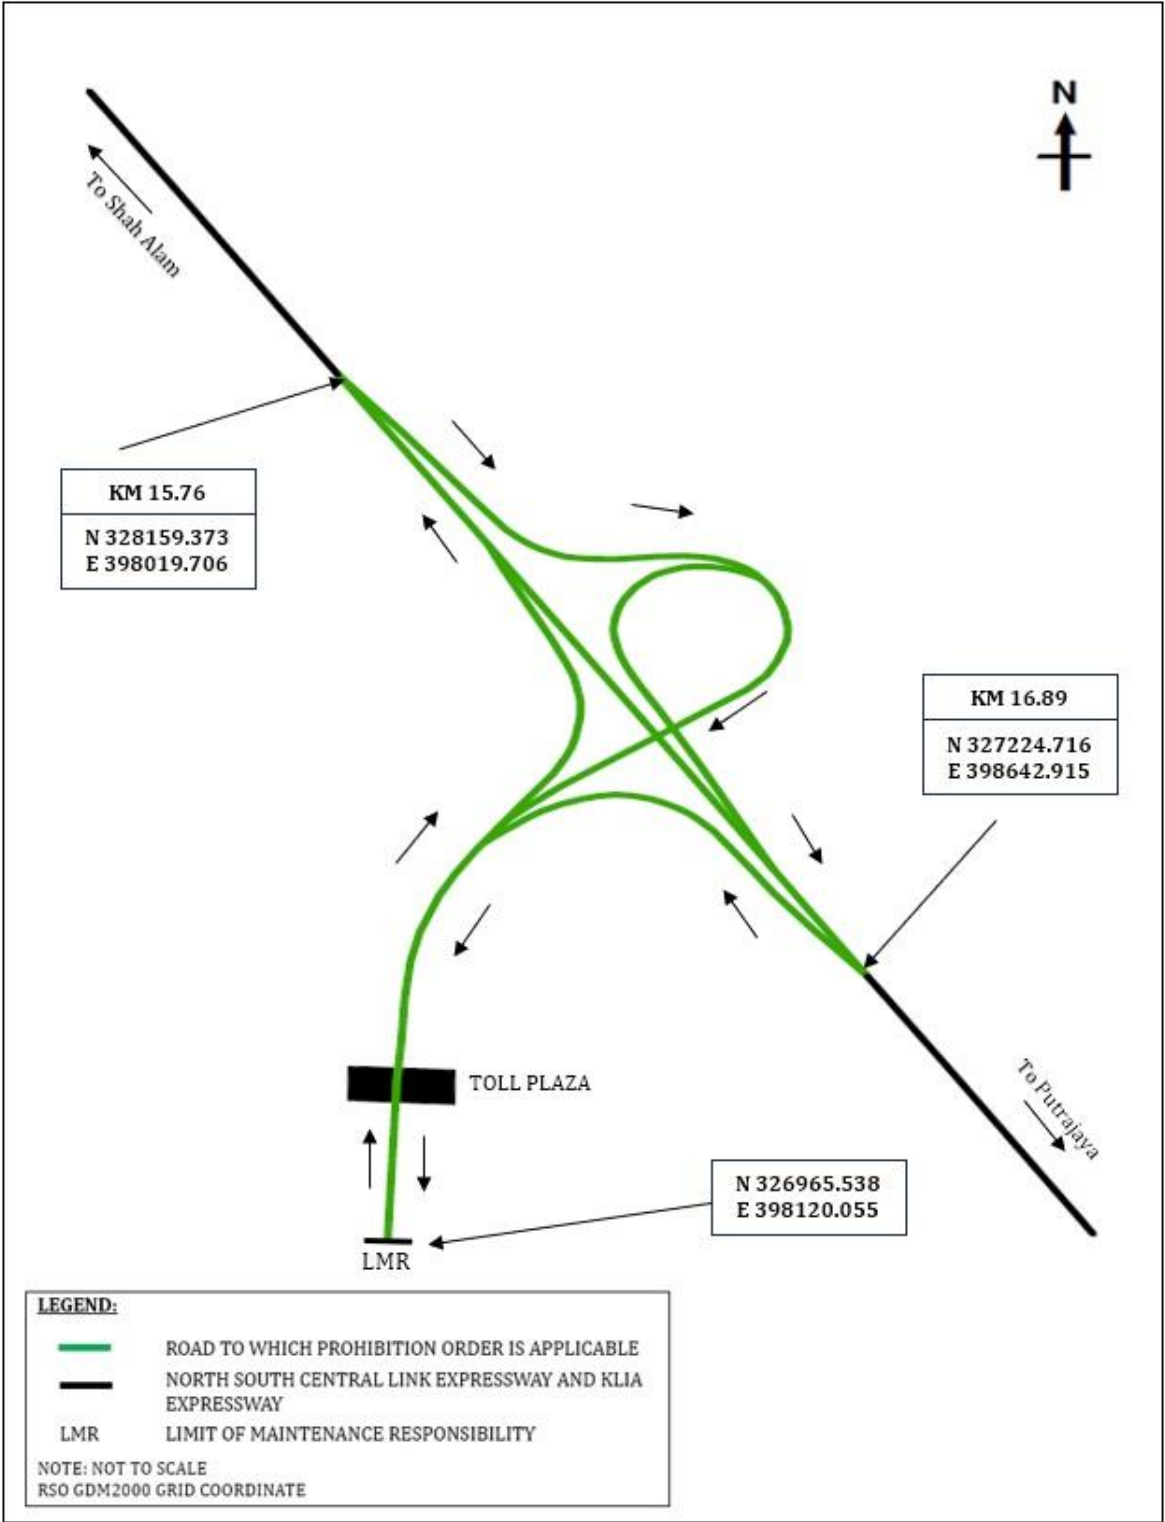 N
To Shah Alam
KM 15.76
N 328159.373
E 398019.706
KM 16.89
N 327224.716
E 398642.915
TOLL PLAZA
To Putrajaya
N 326965.538
E 398120.055
LMR
LEGEND:
ROAD TO WHICH PROHIBITION ORDER IS APPLICABLE
NORTH SOUTH CENTRAL LINK EXPRESSWAY AND KLIA
EXPRESSWAY
LMR LIMIT OF MAINTENANCE RESPONSIBILITY
NOTE: NOT TO SCALE
RSO GDM2000 GRID COORDINATE